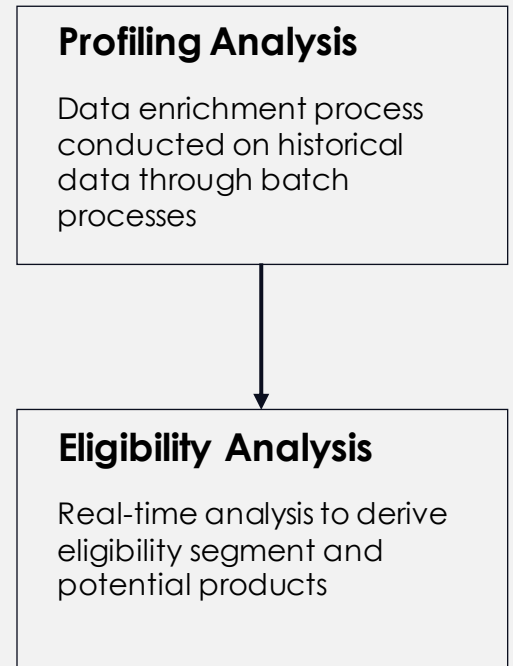 Profiling Analysis
Data enrichment process
conducted on historical
data through batch
processes
Eligibility Analysis
Real-time analysis to derive
eligibility segment and
potential products